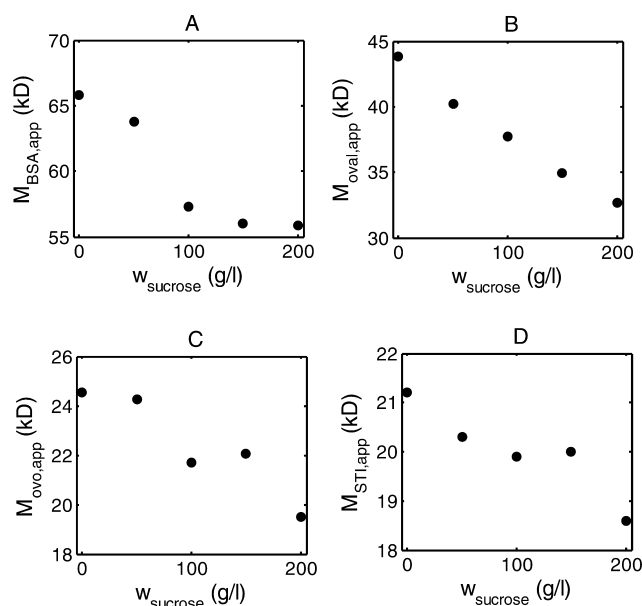 A
B
70
65
60
55
M_BSA,app (kD)
0
100
200
w_sucrose (g/l)
45
40
35
30
M_oval,app (kD)
0
100
200
w_sucrose (g/l)
C
D
26
24
22
20
18
M_ovo,app (kD)
0
100
200
w_sucrose (g/l)
22
21
20
19
18
M_STI,app (kD)
0
100
200
w_sucrose (g/l)